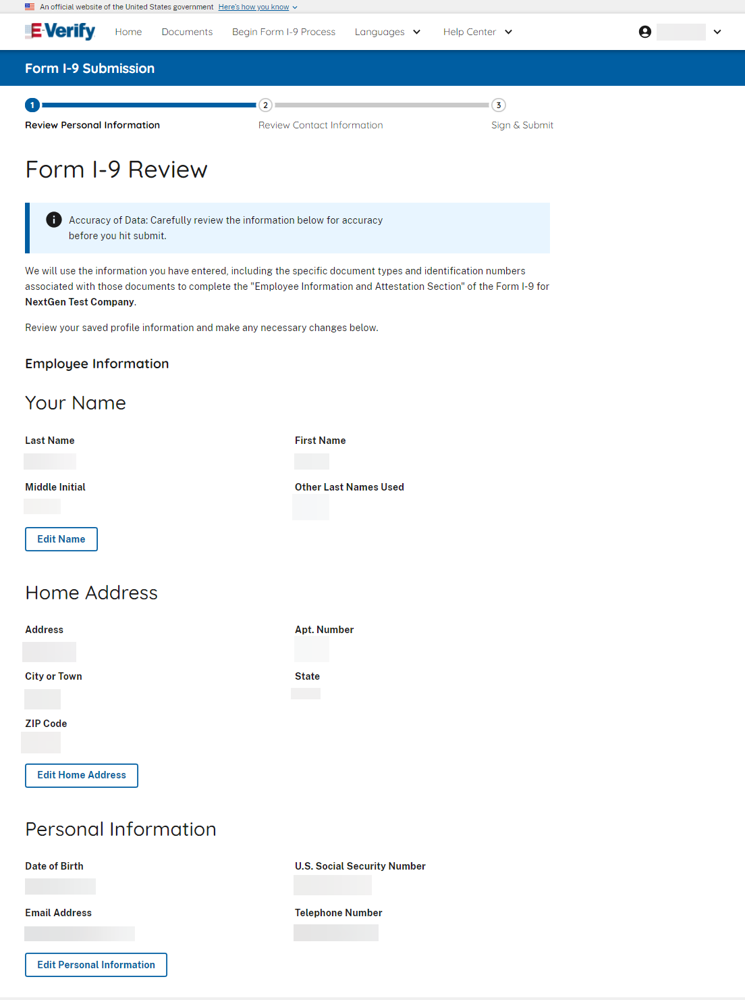 An official website of the United States government Here's how you know
E-Verify Home Documents Begin Form I-9 Process Languages Help Center
Form I-9 Submission
1 2 3
Review Personal Information Review Contact Information Sign & Submit
Form I-9 Review
Accuracy of Data: Carefully review the information below for accuracy
before you hit submit.
We will use the information you have entered, including the specific document types and identification numbers
associated with those documents to complete the "Employee Information and Attestation Section" of the Form I-9 for
NextGen Test Company.
Review your saved profile information and make any necessary changes below.
Employee Information
Your Name
Last Name First Name
Middle Initial Other Last Names Used
Edit Name
Home Address
Address Apt. Number
City or Town State
ZIP Code
Edit Home Address
Personal Information
Date of Birth U.S. Social Security Number
Email Address Telephone Number
Edit Personal Information